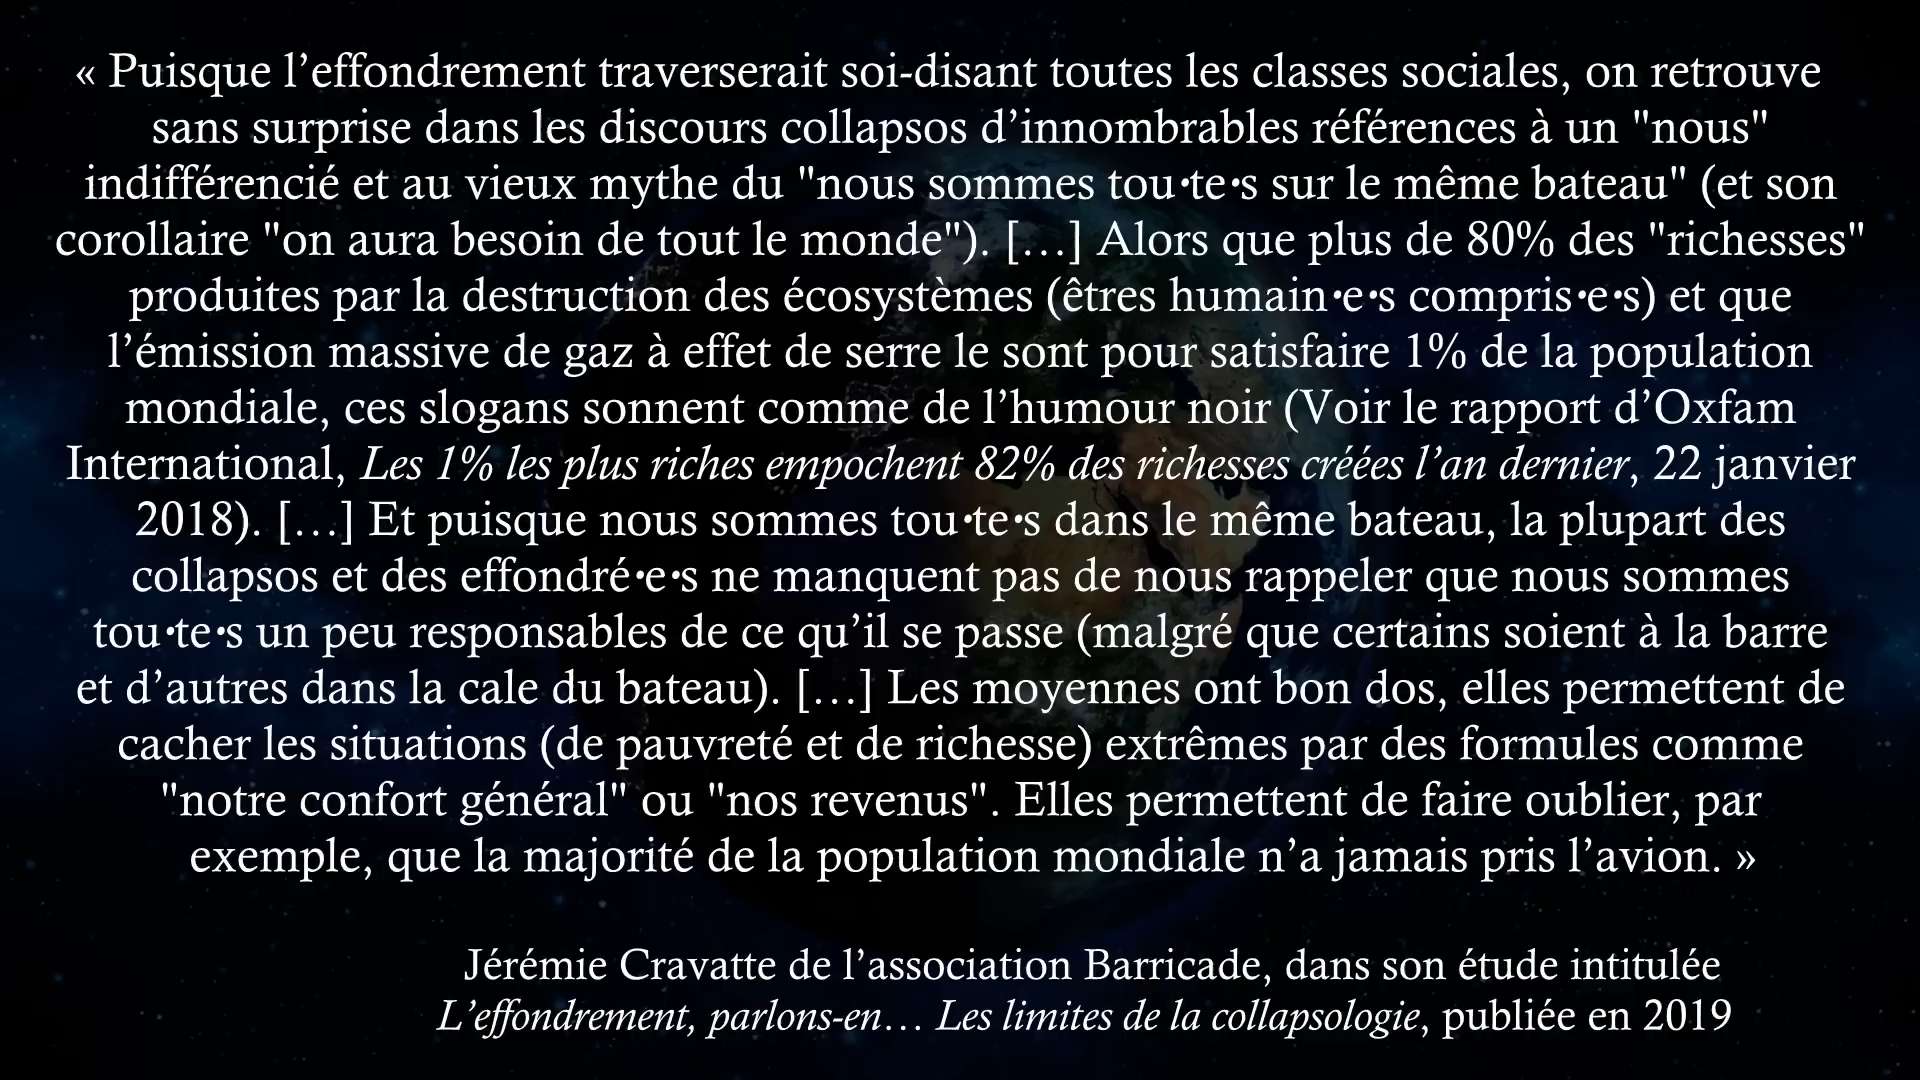 « Puisque l’effondrement traverserait soi-disant toutes les classes sociales, on retrouve
sans surprise dans les discours collapsos d’innombrables références à un "nous"
indifférencié et au vieux mythe du "nous sommes tou•te•s sur le même bateau" (et son
corollaire "on aura besoin de tout le monde"). […] Alors que plus de 80% des "richesses"
produites par la destruction des écosystèmes (êtres humain•e•s compris•e•s) et que
l’émission massive de gaz à effet de serre le sont pour satisfaire 1% de la population
mondiale, ces slogans sonnent comme de l’humour noir (Voir le rapport d’Oxfam
International, Les 1% les plus riches empochent 82% des richesses créées l’an dernier, 22 janvier
2018). […] Et puisque nous sommes tou•te•s dans le même bateau, la plupart des
collapsos et des effondré•e•s ne manquent pas de nous rappeler que nous sommes
tou•te•s un peu responsables de ce qu’il se passe (malgré que certains soient à la barre
et d’autres dans la cale du bateau). […] Les moyennes ont bon dos, elles permettent de
cacher les situations (de pauvreté et de richesse) extrêmes par des formules comme
"notre confort général" ou "nos revenus". Elles permettent de faire oublier, par
exemple, que la majorité de la population mondiale n’a jamais pris l’avion. »
Jérémie Cravatte de l’association Barricade, dans son étude intitulée
L’effondrement, parlons-en… Les limites de la collapsologie, publiée en 2019